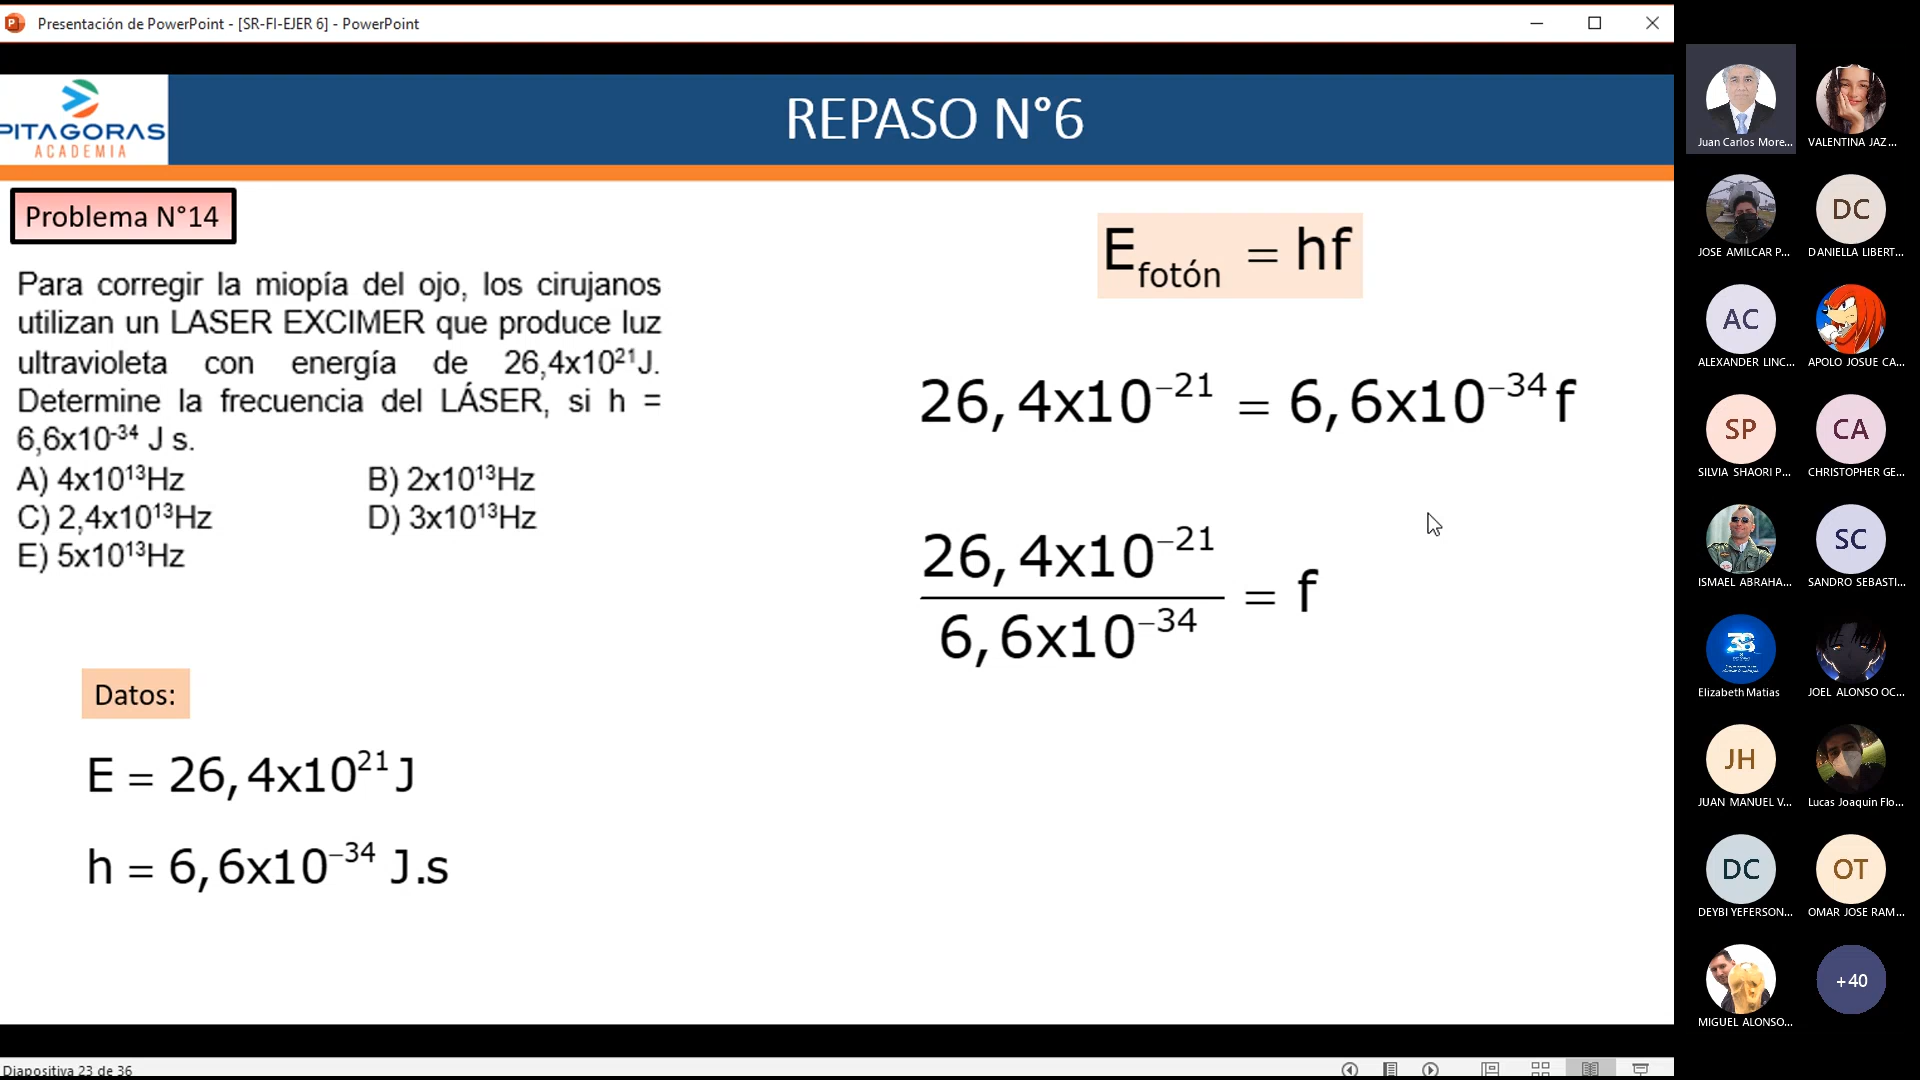 Presentación de PowerPoint - [SR-FI-EJER 6] - PowerPoint
PITAGORAS
ACADEMIA
REPASO N°6
Problema N°14
Para corregir la miopía del ojo, los cirujanos
utilizan un LASER EXCIMER que produce luz
ultravioleta con energía de 26,4x10²¹J.
Determine la frecuencia del LÁSER, si h =
6,6x10⁻³⁴ J s.
A) 4x10¹³Hz B) 2x10¹³Hz
C) 2,4x10¹³Hz D) 3x10¹³Hz
E) 5x10¹³Hz
Datos:
E = 26,4x10²¹ J
h = 6,6x10⁻³⁴ J.s
E fotón = hf
26,4x10⁻²¹ = 6,6x10⁻³⁴ f
26,4x10⁻²¹
6,6x10⁻³⁴
= f
Juan Carlos More...
VALENTINA JAZ...
JOSE AMILCAR P...
DC
DANIELLA LIBERT...
AC
ALEXANDER LINC...
APOLO JOSUE CA...
SP
SILVIA SHAORI P...
CA
CHRISTOPHER GE...
ISMAEL ABRAHA...
SC
SANDRO SEBASTI...
Elizabeth Matias
JOEL ALONSO OC...
JH
JUAN MANUEL V...
Lucas Joaquin Flo...
DC
DEYBI YEFERSON...
OT
OMAR JOSE RAM...
MIGUEL ALONSO...
+40
Diapositiva 23 de 36